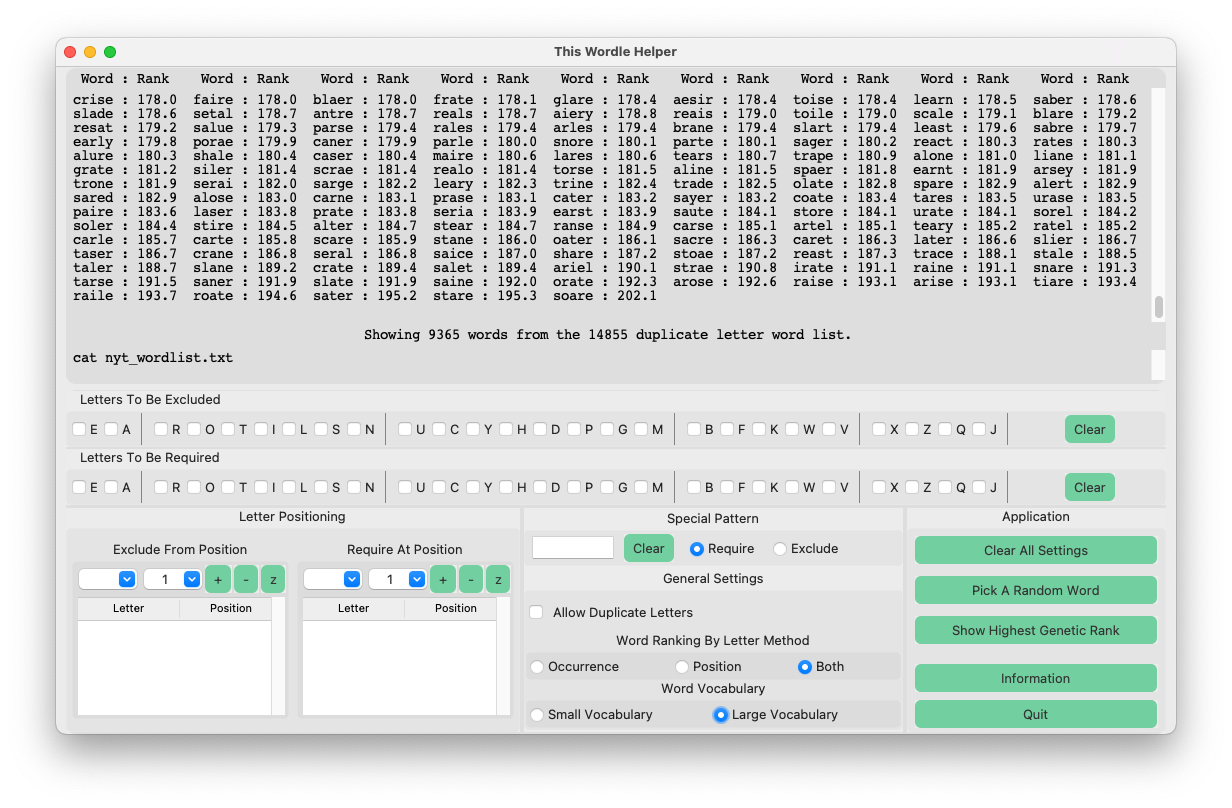 This Wordle Helper
Word : Rank Word : Rank Word : Rank Word : Rank Word : Rank Word : Rank Word : Rank Word : Rank Word : Rank
crise : 178.0 faire : 178.0 blaer : 178.0 frate : 178.1 glare : 178.4 aesir : 178.4 toise : 178.4 learn : 178.5 saber : 178.6
slade : 178.6 setal : 178.7 antre : 178.7 reals : 178.7 aiery : 178.8 reais : 179.0 toile : 179.0 scale : 179.1 blare : 179.2
resat : 179.2 salue : 179.3 parse : 179.4 rales : 179.4 arles : 179.4 brane : 179.4 slart : 179.4 least : 179.6 sabre : 179.7
early : 179.8 porae : 179.9 caner : 179.9 parle : 180.0 snore : 180.1 parte : 180.1 sager : 180.2 react : 180.3 rates : 180.3
alure : 180.3 shale : 180.4 caser : 180.4 maire : 180.6 lares : 180.6 tears : 180.7 trape : 180.9 alone : 181.0 liane : 181.1
grate : 181.2 siler : 181.4 scrae : 181.4 realo : 181.4 torse : 181.5 aline : 181.5 spaer : 181.8 earnt : 181.9 arsey : 181.9
trone : 181.9 serai : 182.0 sarge : 182.2 leary : 182.3 trine : 182.4 trade : 182.5 olate : 182.8 spare : 182.9 alert : 182.9
sared : 182.9 alose : 183.0 carne : 183.1 prase : 183.1 cater : 183.2 sayer : 183.2 coate : 183.4 tares : 183.5 urase : 183.5
paire : 183.6 laser : 183.8 prate : 183.8 seria : 183.9 earst : 183.9 saute : 184.1 store : 184.1 urate : 184.1 sorel : 184.2
soler : 184.4 stire : 184.5 alter : 184.7 stear : 184.7 ranse : 184.9 carse : 185.1 artel : 185.1 teary : 185.2 ratel : 185.2
carle : 185.7 carte : 185.8 scare : 185.9 stane : 186.0 oater : 186.1 sacre : 186.3 caret : 186.3 later : 186.6 slier : 186.7
taser : 186.7 crane : 186.8 seral : 186.8 saice : 187.0 share : 187.2 stoae : 187.2 reast : 187.3 trace : 188.1 stale : 188.5
taler : 188.7 slane : 189.2 crate : 189.4 salet : 189.4 ariel : 190.1 strae : 190.8 irate : 191.1 raine : 191.1 snare : 191.3
tarse : 191.5 saner : 191.9 slate : 191.9 saine : 192.0 orate : 192.3 arose : 192.6 raise : 193.1 arise : 193.1 tiare : 193.4
raile : 193.7 roate : 194.6 sater : 195.2 stare : 195.3 soare : 202.1
Showing 9365 words from the 14855 duplicate letter word list.
cat nyt_wordlist.txt
Letters To Be Excluded
E A R O T I L S N U C Y H D P G M B F K W V X Z Q J Clear
Letters To Be Required
E A R O T I L S N U C Y H D P G M B F K W V X Z Q J Clear
Letter Positioning
Exclude From Position Require At Position
1 + - z 1 + - z
Letter Position Letter Position
Special Pattern
Clear Require Exclude
General Settings
Allow Duplicate Letters
Word Ranking By Letter Method
Occurrence Position Both
Word Vocabulary
Small Vocabulary Large Vocabulary
Application
Clear All Settings
Pick A Random Word
Show Highest Genetic Rank
Information
Quit